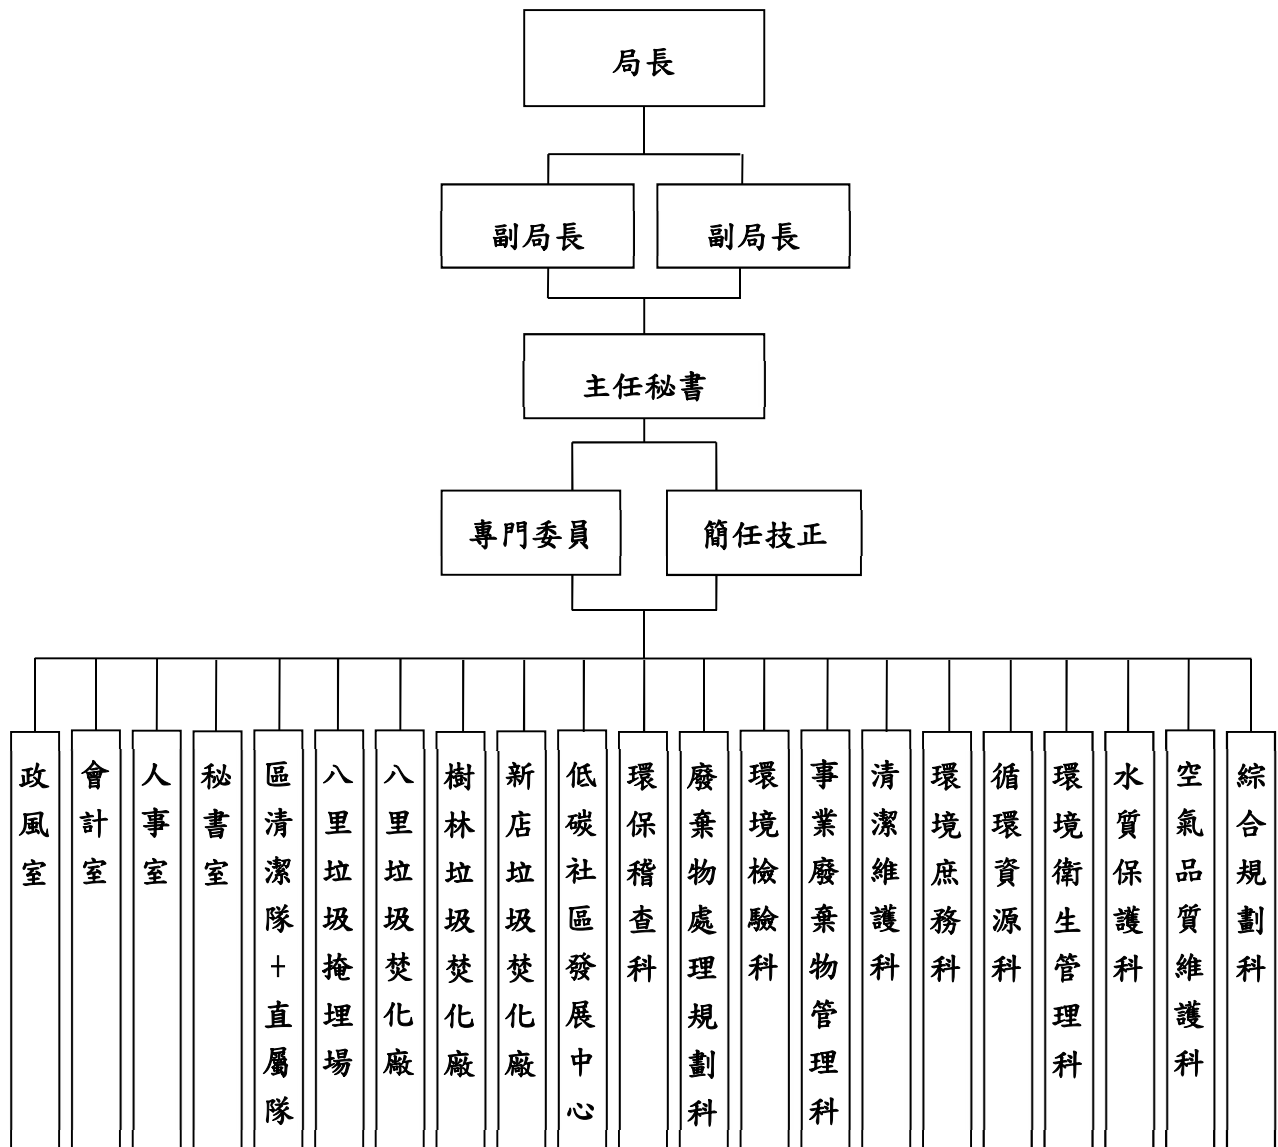 局長
副局長
副局長
主任秘書
專門委員
簡任技正
政風室
會計室
人事室
秘書室
區清潔隊+直屬隊
八里垃圾掩埋場
八里垃圾焚化廠
樹林垃圾焚化廠
新店垃圾焚化廠
低碳社區發展中心
環保稽查科
廢棄物處理規劃科
環境檢驗科
事業廢棄物管理科
清潔維護科
環境庶務科
循環資源科
環境衛生管理科
水質保護科
空氣品質維護科
綜合規劃科